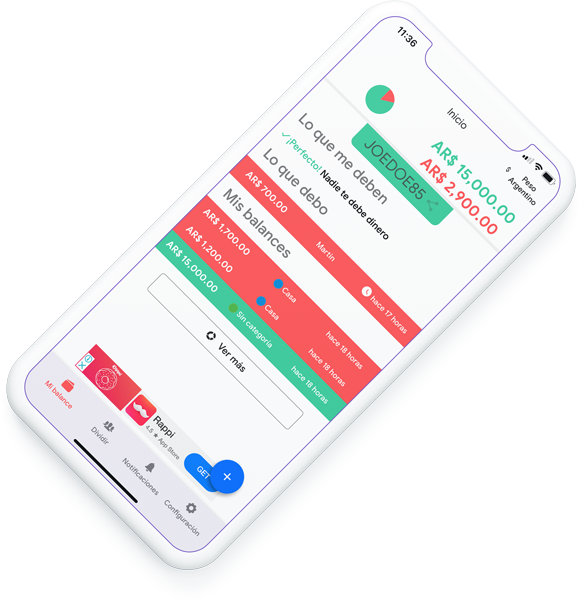 11:36
Inicio
$
Peso
Argentino
AR$ 15,000.00
AR$ 2,900.00
JOEDOE85
Lo que me deben
¡Perfecto! Nadie te debe dinero
Lo que debo
AR$ 700.00
Martin
hace 17 horas
Mis balances
AR$ 1,700.00
Casa
hace 18 horas
AR$ 1,200.00
Casa
hace 18 horas
AR$ 15,000.00
Sin categoría
hace 18 horas
Ver más
Rappi
4.5 ★ App Store
GET
+
Mi balance
Dividir
Notificaciones
Configuración